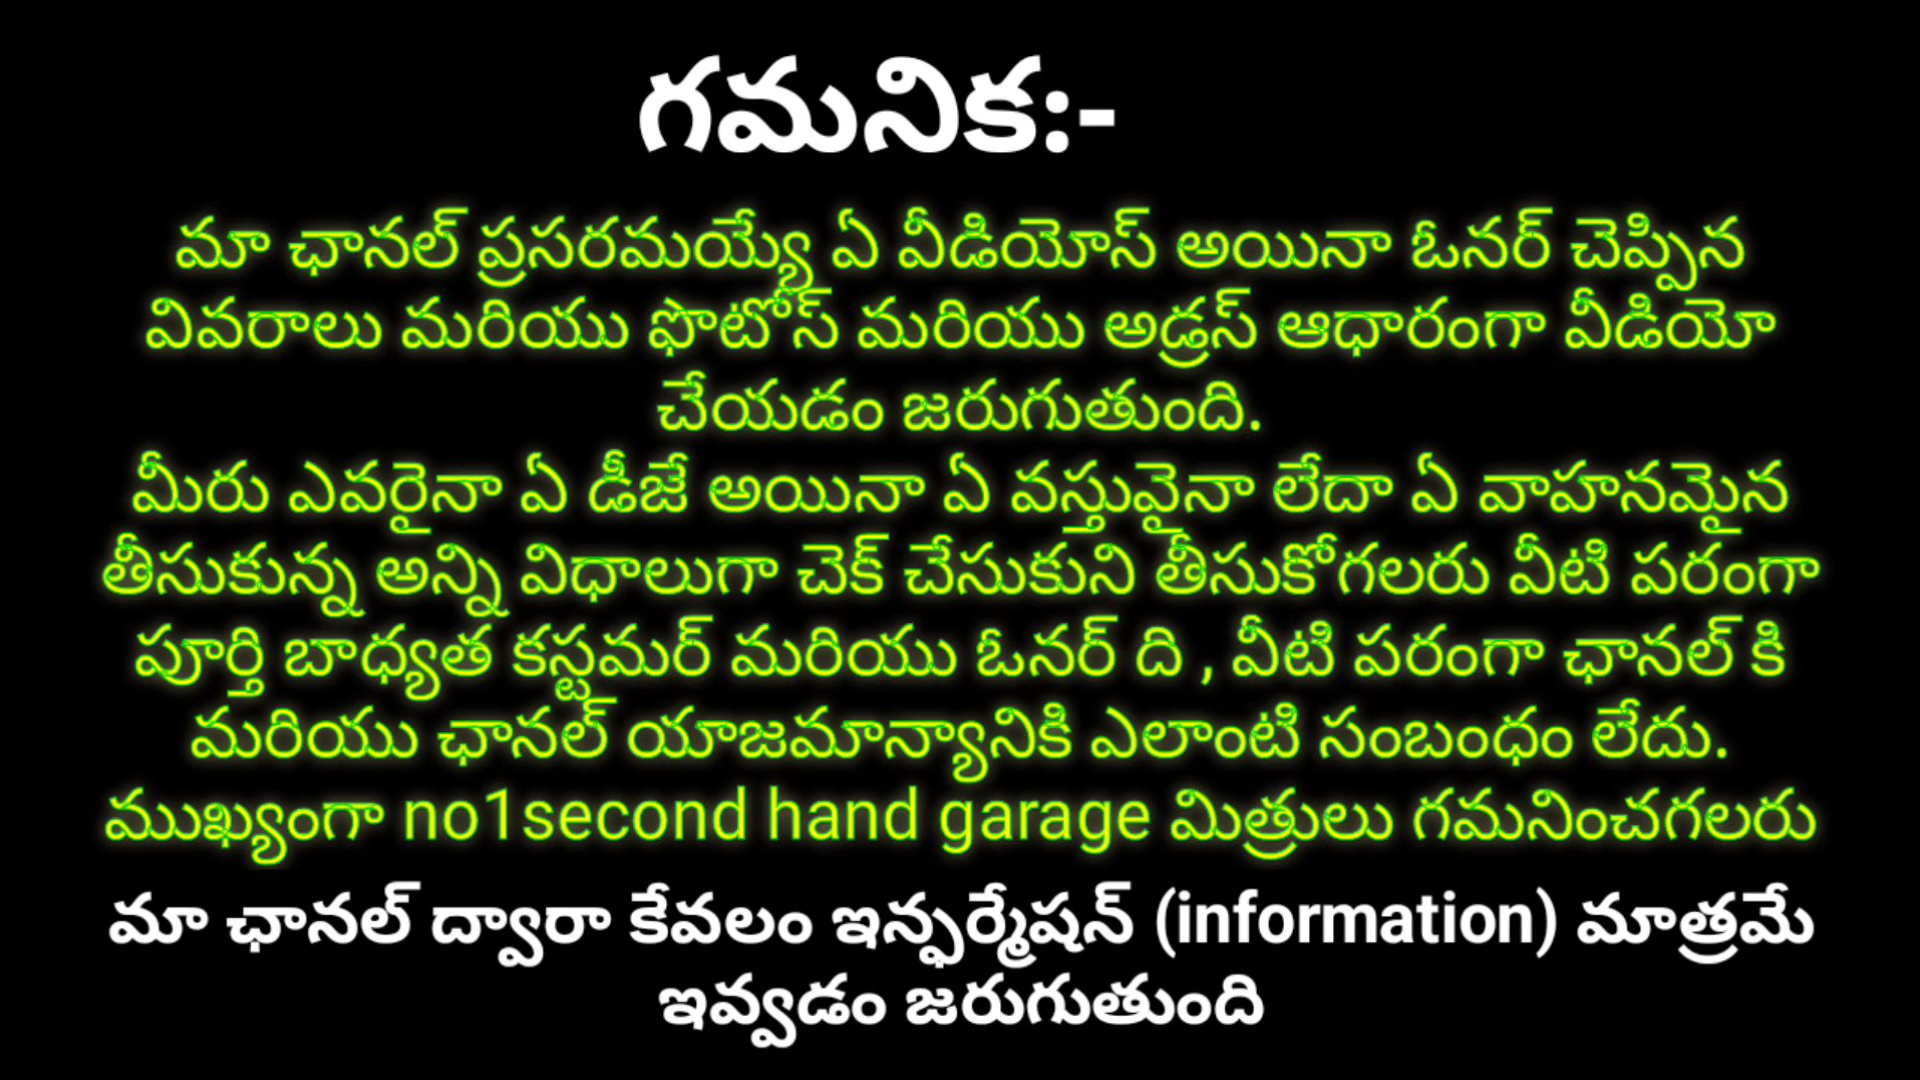 గమనిక:-
మా ఛానల్ ప్రసరమయ్యే ఏ వీడియోస్ అయినా ఓనర్ చెప్పిన
వివరాలు మరియు ఫొటోస్ మరియు అడ్రస్ ఆధారంగా వీడియో
చేయడం జరుగుతుంది.
మీరు ఎవరైనా ఏ డీజే అయినా ఏ వస్తువైనా లేదా ఏ వాహనమైన
తీసుకున్న అన్ని విధాలుగా చెక్ చేసుకుని తీసుకోగలరు వీటి పరంగా
పూర్తి బాధ్యత కస్టమర్ మరియు ఓనర్ ది , వీటి పరంగా ఛానల్ కి
మరియు ఛానల్ యాజమాన్యానికి ఎలాంటి సంబంధం లేదు.
ముఖ్యంగా no1second hand garage మిత్రులు గమనించగలరు
మా ఛానల్ ద్వారా కేవలం ఇన్ఫర్మేషన్ (information) మాత్రమే
ఇవ్వడం జరుగుతుంది